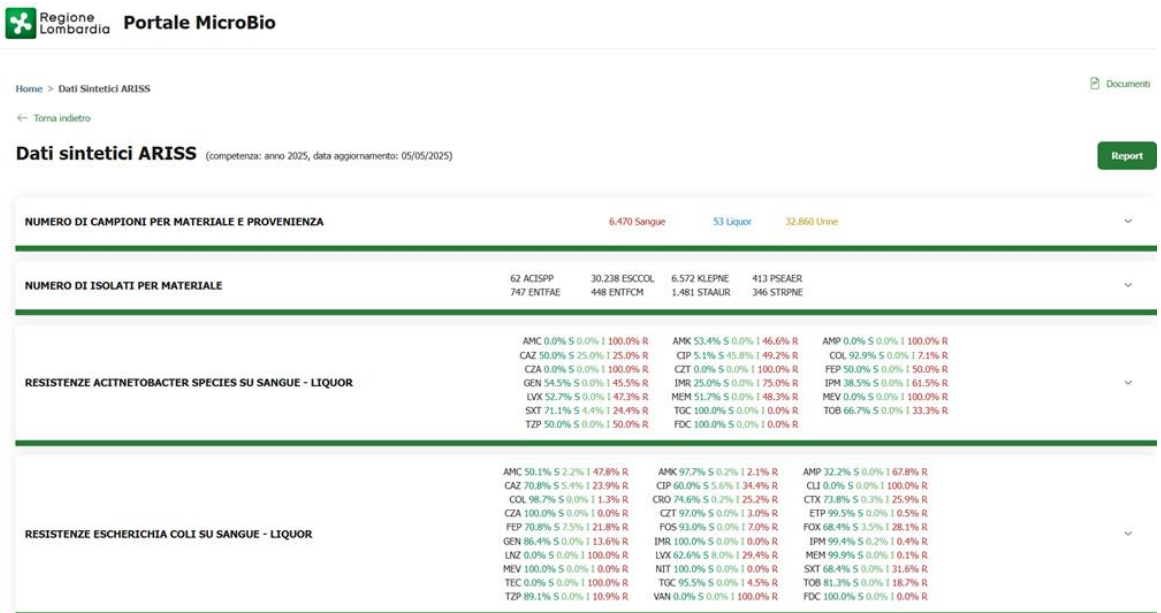 Regione
Lombardia
Portale MicroBio
Home > Dati Sintetici ARISS
Documenti
← Torna indietro
Dati sintetici ARISS (competenza: anno 2025, data aggiornamento: 05/05/2025)
Report
NUMERO DI CAMPIONI PER MATERIALE E PROVENIENZA 6.470 Sangue 53 Liquor 32.860 Urine
NUMERO DI ISOLATI PER MATERIALE
62 ACISPP 30.238 ESCCOL 6.572 KLEPNE 413 PSEAER
747 ENTFAE 448 ENTFCM 1.481 STAAUR 346 STRPNE
RESISTENZE ACITNETOBACTER SPECIES SU SANGUE - LIQUOR
AMC 0.0% S 0.0% I 100.0% R AMK 53.4% S 0.0% I 46.6% R AMP 0.0% S 0.0% I 100.0% R
CAZ 50.0% S 25.0% I 25.0% R CIP 5.1% S 45.8% I 49.2% R COL 92.9% S 0.0% I 7.1% R
CZA 0.0% S 0.0% I 100.0% R CZT 0.0% S 0.0% I 100.0% R FEP 50.0% S 0.0% I 50.0% R
GEN 54.5% S 0.0% I 45.5% R IMR 25.0% S 0.0% I 75.0% R IPM 38.5% S 0.0% I 61.5% R
LVX 52.7% S 0.0% I 47.3% R MEM 51.7% S 0.0% I 48.3% R MEV 0.0% S 0.0% I 100.0% R
SXT 71.1% S 4.4% I 24.4% R TGC 100.0% S 0.0% I 0.0% R TOB 66.7% S 0.0% I 33.3% R
TZP 50.0% S 0.0% I 50.0% R FDC 100.0% S 0.0% I 0.0% R
RESISTENZE ESCHERICHIA COLI SU SANGUE - LIQUOR
AMC 50.1% S 2.2% I 47.8% R AMK 97.7% S 0.2% I 2.1% R AMP 32.2% S 0.0% I 67.8% R
CAZ 70.8% S 5.4% I 23.9% R CIP 60.0% S 5.6% I 34.4% R CLI 0.0% S 0.0% I 100.0% R
COL 98.7% S 0.0% I 1.3% R CRO 74.6% S 0.2% I 25.2% R CTX 73.8% S 0.3% I 25.9% R
CZA 100.0% S 0.0% I 0.0% R CZT 97.0% S 0.0% I 3.0% R ETP 99.5% S 0.0% I 0.5% R
FEP 70.8% S 7.5% I 21.8% R FOS 93.0% S 0.0% I 7.0% R FOX 68.4% S 3.5% I 28.1% R
GEN 86.4% S 0.0% I 13.6% R IMR 100.0% S 0.0% I 0.0% R IPM 99.4% S 0.2% I 0.4% R
LNZ 0.0% S 0.0% I 100.0% R LVX 62.6% S 8.0% I 29.4% R MEM 99.9% S 0.0% I 0.1% R
MEV 100.0% S 0.0% I 0.0% R NIT 100.0% S 0.0% I 0.0% R SXT 68.4% S 0.0% I 31.6% R
TEC 0.0% S 0.0% I 100.0% R TGC 95.5% S 0.0% I 4.5% R TOB 81.3% S 0.0% I 18.7% R
TZP 89.1% S 0.0% I 10.9% R VAN 0.0% S 0.0% I 100.0% R FDC 100.0% S 0.0% I 0.0% R